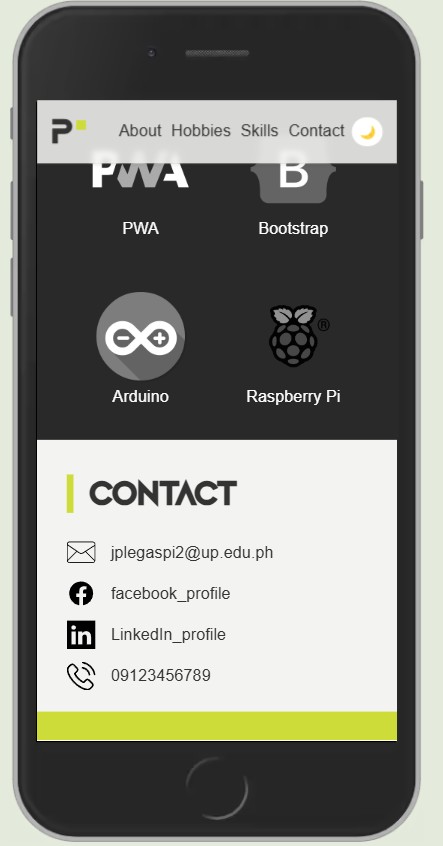 P
About Hobbies Skills Contact
PWA B
PWA Bootstrap
®
Arduino Raspberry Pi
CONTACT
jplegaspi2@up.edu.ph
facebook_profile
in LinkedIn_profile
09123456789